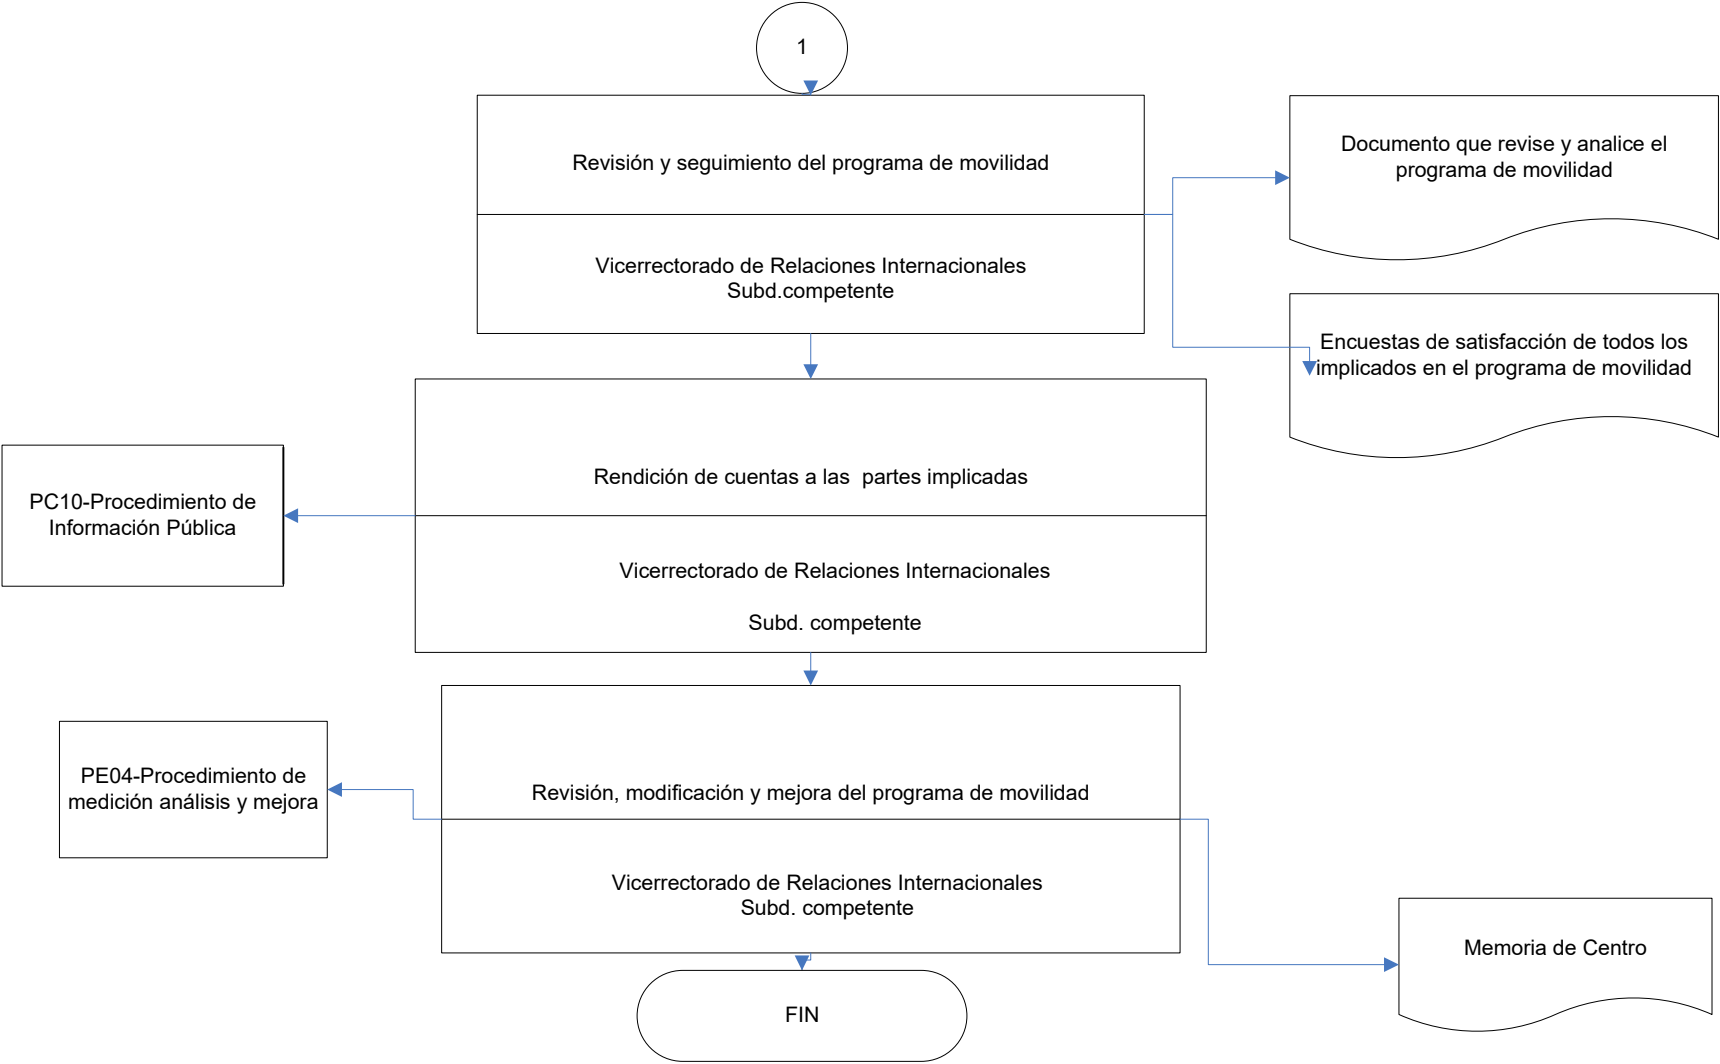 1
Revisión y seguimiento del programa de movilidad
Vicerrectorado de Relaciones Internacionales
Subd.competente
Documento que revise y analice el
programa de movilidad
Encuestas de satisfacción de todos los
implicados en el programa de movilidad
Rendición de cuentas a las  partes implicadas
Vicerrectorado de Relaciones Internacionales
Subd. competente
PC10-Procedimiento de
Información Pública
Revisión, modificación y mejora del programa de movilidad
Vicerrectorado de Relaciones Internacionales
Subd. competente
PE04-Procedimiento de
medición análisis y mejora
Memoria de Centro
FIN